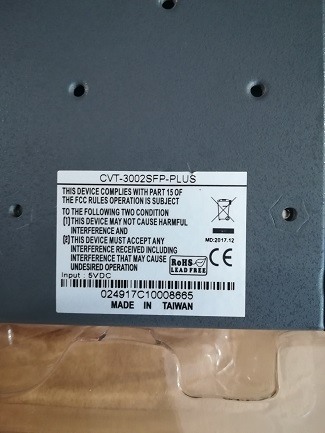 CVT-3002SFP-PLUS
THIS DEVICE COMPLIES WITH PART 15 OF
THE FCC RULES OPERATION IS SUBJECT
TO THE FOLLOWING TWO CONDITION
[1] THIS DEVICE MAY NOT CAUSE HARMFUL
INTERFERENCE AND
[2] THIS DEVICE MUST ACCEPT ANY
INTERFERENCE RECEIVED INCLUDING
INTERFERENCE THAT MAY CAUSE
UNDESIRED OPERATION
MD:2017.12
RoHS
LEAD FREE
CE
Input : 5VDC
024917C10008665
MADE IN TAIWAN